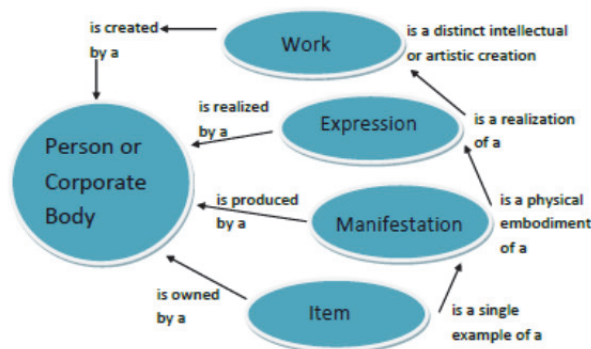 is created
by a
Work
is a distinct intellectual
or artistic creation
is realized
by a
Expression
is a realization
of a
Person or
Corporate
Body
is produced
by a
Manifestation
is a physical
embodiment
of a
is owned
by a
Item
is a single
example of a